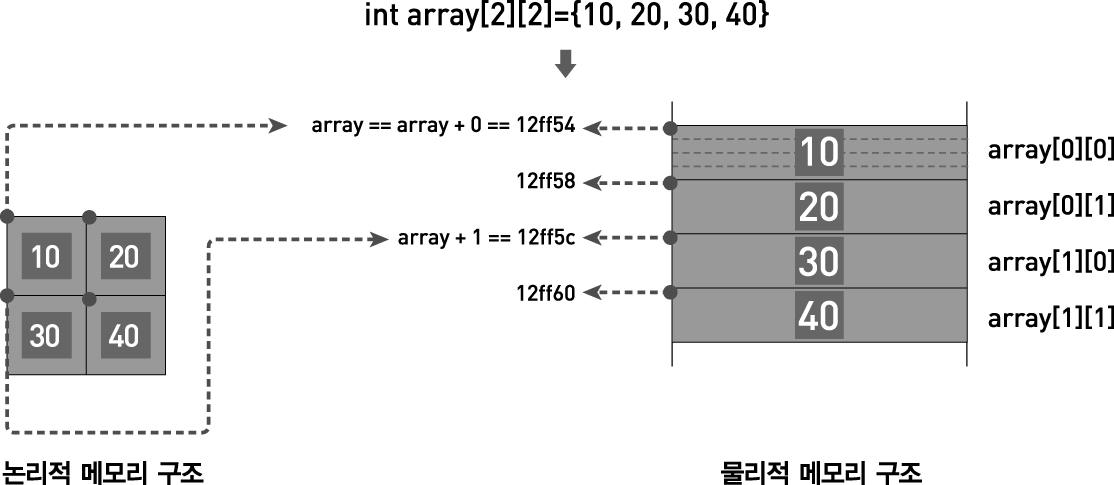 int array[2][2]={10, 20, 30, 40}
array == array + 0 == 12ff54
12ff58
array + 1 == 12ff5c
12ff60
10
20
30
40
10
20
30
40
array[0][0]
array[0][1]
array[1][0]
array[1][1]
논리적 메모리 구조
물리적 메모리 구조